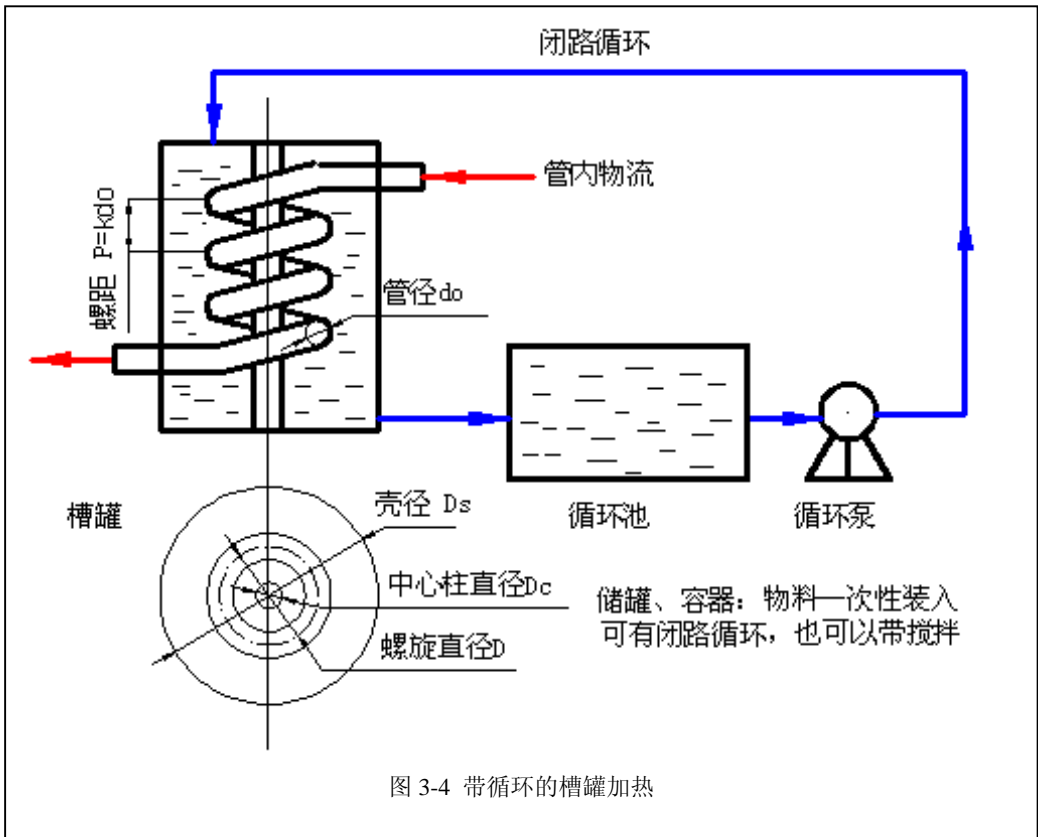 闭路循环
管内物流
螺距 P=kdo
管径do
槽罐
壳径 Ds
循环池
循环泵
中心柱直径Dc
螺旋直径D
储罐、容器：物料一次性装入
可有闭路循环，也可以带搅拌
图 3-4 带循环的槽罐加热